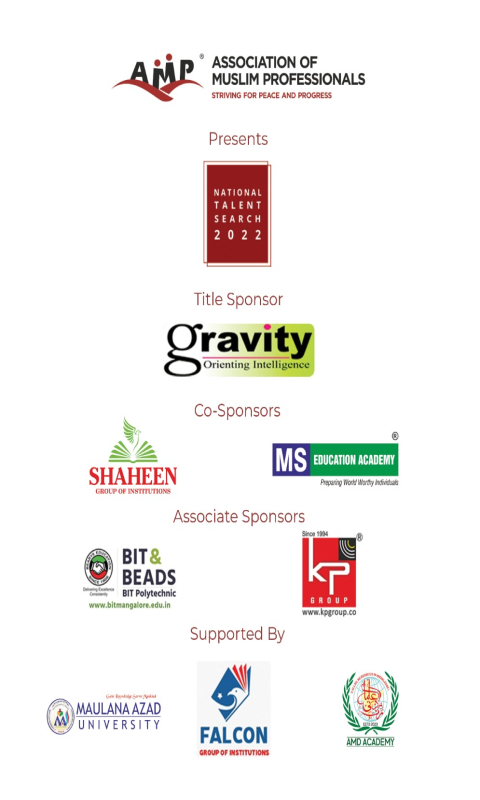 AMP®
ASSOCIATION OF
MUSLIM PROFESSIONALS
STRIVING FOR PEACE AND PROGRESS
Presents
NATIONAL
TALENT
SEARCH
2022
Title Sponsor
gravity
Orienting Intelligence
Co-Sponsors
SHAHEEN
GROUP OF INSTITUTIONS
®
MS EDUCATION ACADEMY
Preparing World Worthy Individuals
Associate Sponsors
Delivering Excellence
Consistently
BIT &
BEADS
BIT Polytechnic
www.bitmangalore.edu.in
Since 1994
®
kp
GROUP
www.kpgroup.co
Supported By
MAULANA AZAD
UNIVERSITY
FALCON
GROUP OF INSTITUTIONS
AMD ACADEMY